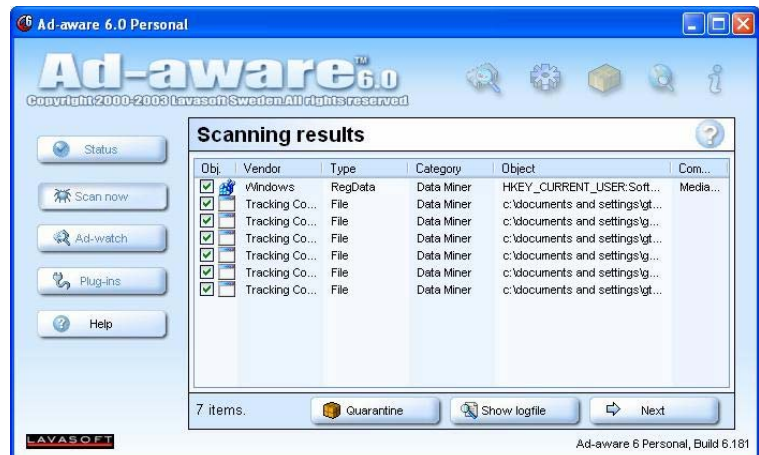 Ad-aware 6.0 Personal
Ad-aware 6.0 ™
Copyright 2000-2003 Lavasoft Sweden. All rights reserved
Status
Scan now
Ad-watch
Plug-ins
Help
Scanning results
Obj. Vendor Type Category Object Com...
Windows RegData Data Miner HKEY_CURRENT_USER:Soft... Media...
Tracking Co... File Data Miner c:\documents and settings\gt...
Tracking Co... File Data Miner c:\documents and settings\g...
Tracking Co... File Data Miner c:\documents and settings\gt...
Tracking Co... File Data Miner c:\documents and settings\g...
Tracking Co... File Data Miner c:\documents and settings\g...
Tracking Co... File Data Miner c:\documents and settings\gt...
7 items.
Quarantine
Show logfile
Next
LAVASOFT
Ad-aware 6 Personal, Build 6.181